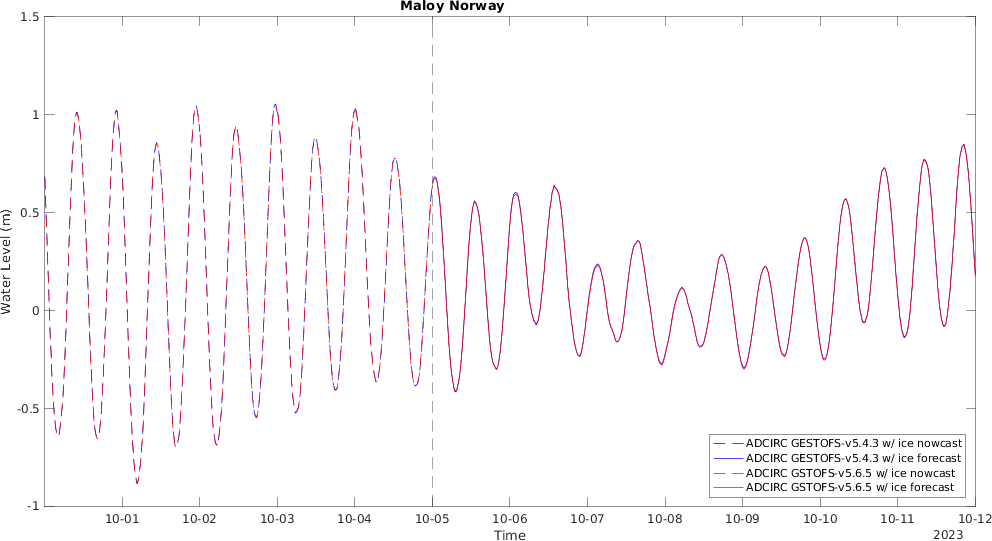 Maloy Norway
1.5
1
0.5
0
-0.5
-1
Water Level (m)
ADCIRC GESTOFS-v5.4.3 w/ ice nowcast
ADCIRC GESTOFS-v5.4.3 w/ ice forecast
ADCIRC GSTOFS-v5.6.5 w/ ice nowcast
ADCIRC GSTOFS-v5.6.5 w/ ice forecast
10-01 10-02 10-03 10-04 10-05 10-06 10-07 10-08 10-09 10-10 10-11 10-12
Time
2023